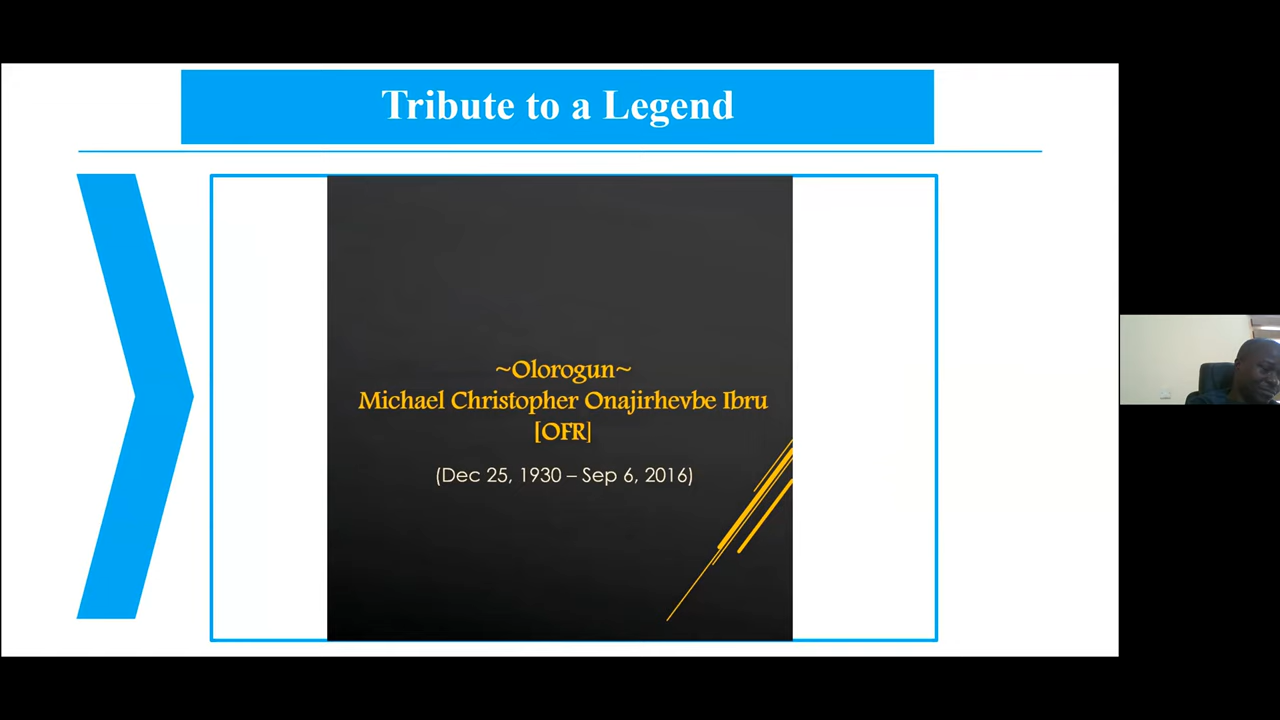 Tribute to a Legend
~Olorogun~
Michael Christopher Onajirhevbe Ibru
[OFR]
(Dec 25, 1930 – Sep 6, 2016)